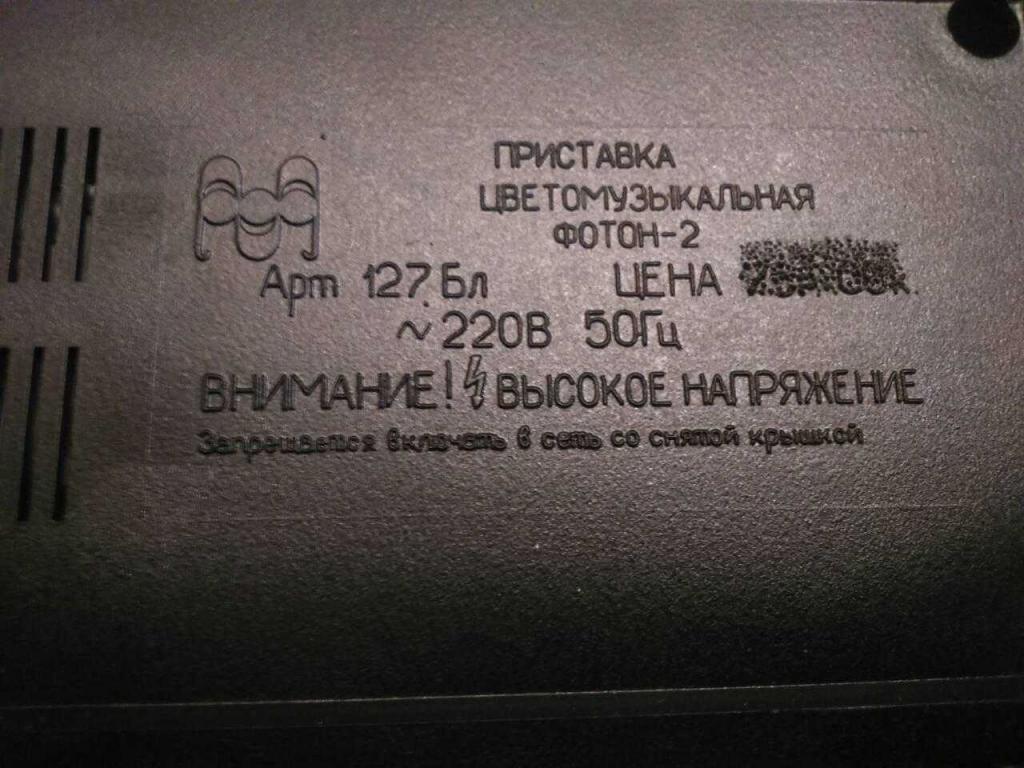 ПРИСТАВКА
ЦВЕТОМУЗЫКАЛЬНАЯ
ФОТОН-2
Арт 127.Бл ЦЕНА
~220В 50Гц
ВНИМАНИЕ! ВЫСОКОЕ НАПРЯЖЕНИЕ
Запрещается включать в сеть со снятой крышкой